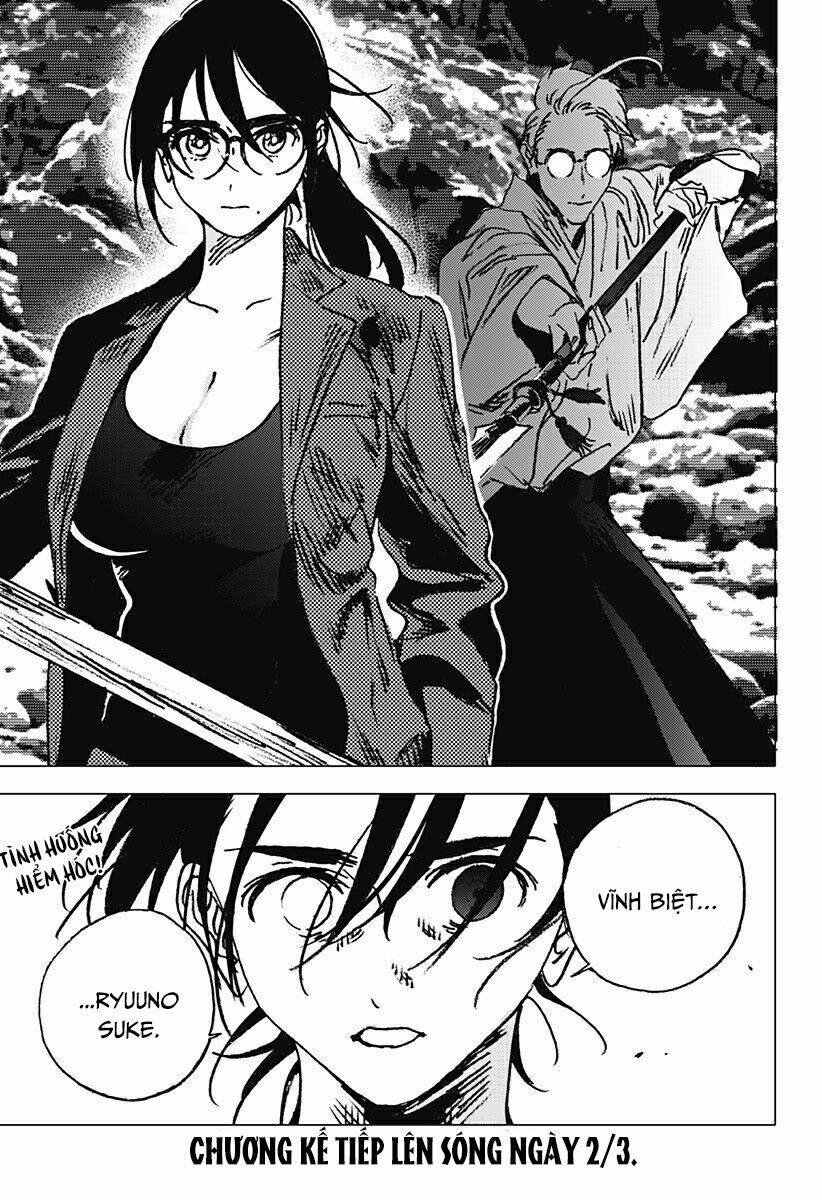 VĨNH BIỆT...
...RYUUNO
SUKE.
TÌNH HUỐNG
HIỂM HÓC!
CHƯƠNG KẾ TIẾP LÊN SÓNG NGÀY 2/3.